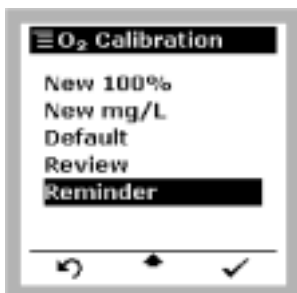 O₂ Calibration
New 100%
New mg/L
Default
Review
Reminder